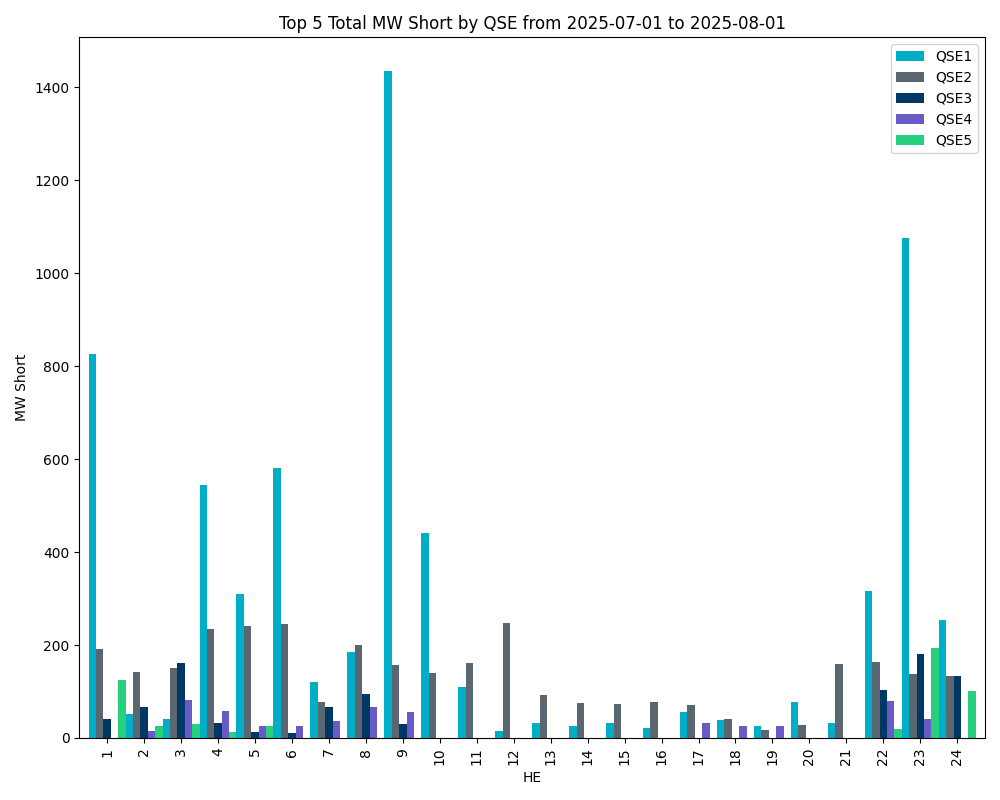 Top 5 Total MW Short by QSE from 2025-07-01 to 2025-08-01
QSE1
QSE2
QSE3
QSE4
QSE5
MW Short
1400
1200
1000
800
600
400
200
0
1 2 3 4 5 6 7 8 9 10 11 12 13 14 15 16 17 18 19 20 21 22 23 24
HE